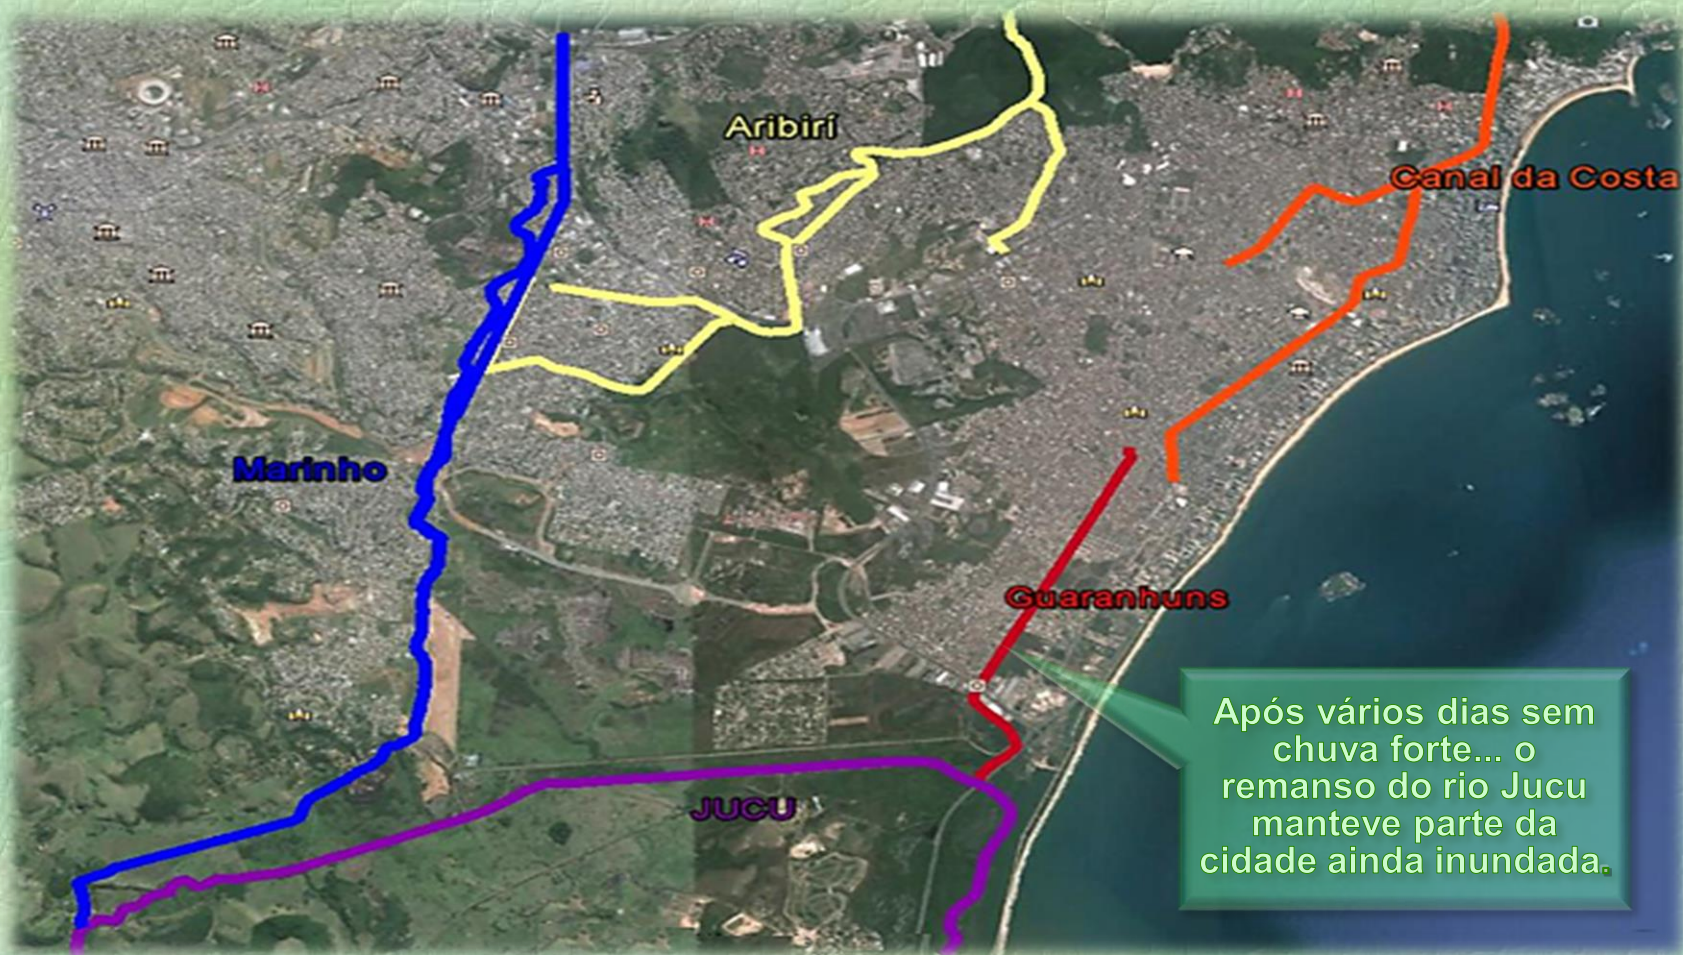 Aribirí
Canal da Costa
Marinho
Guaranhuns
JUCU
Após vários dias sem
chuva forte... o
remanso do rio Jucu
manteve parte da
cidade ainda inundada.